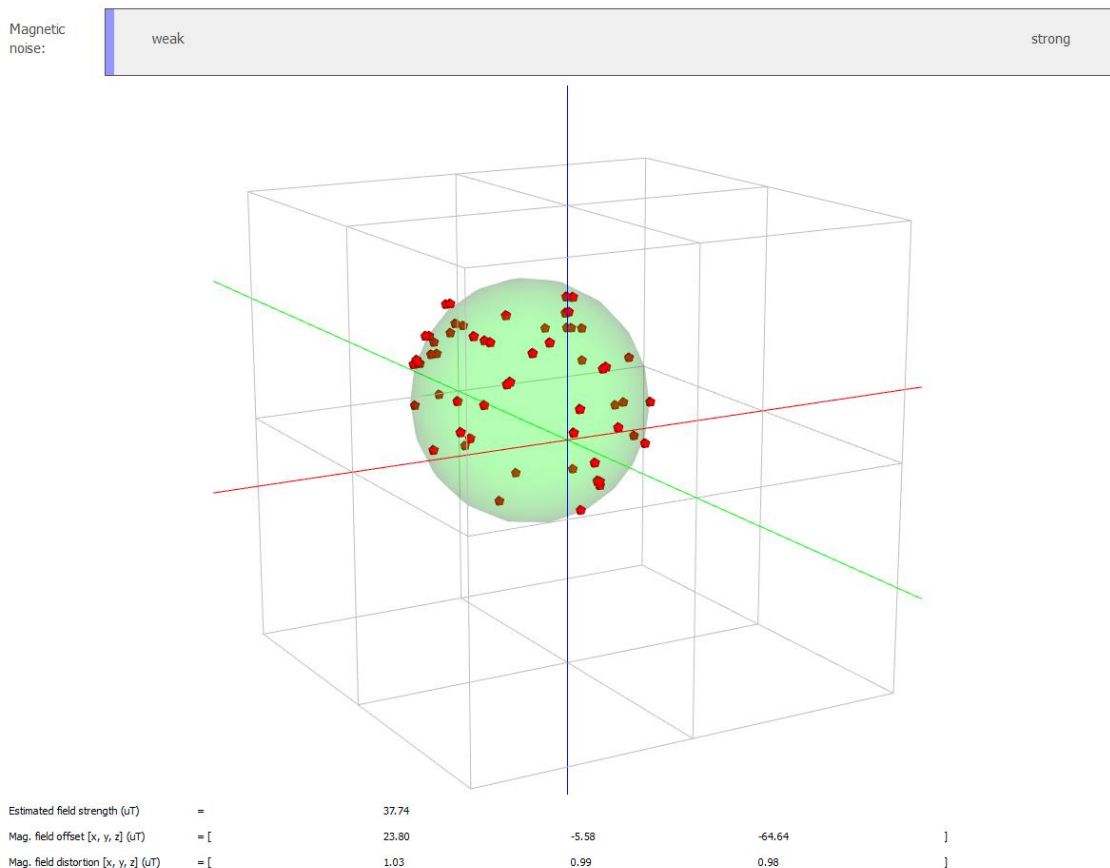 Magnetic
noise:
weak strong
Estimated field strength (uT) = 37.74
Mag. field offset [x, y, z] (uT) = [ 23.80 -5.58 -64.64 ]
Mag. field distortion [x, y, z] (uT) = [ 1.03 0.99 0.98 ]